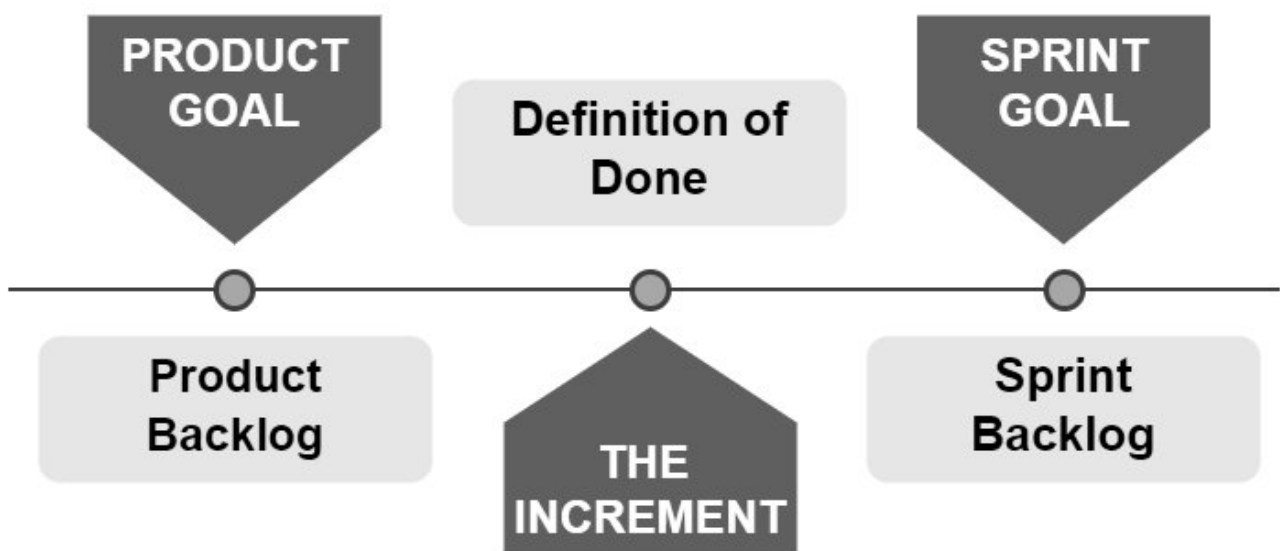 PRODUCT
GOAL
Product
Backlog
Definition of
Done
THE
INCREMENT
SPRINT
GOAL
Sprint
Backlog